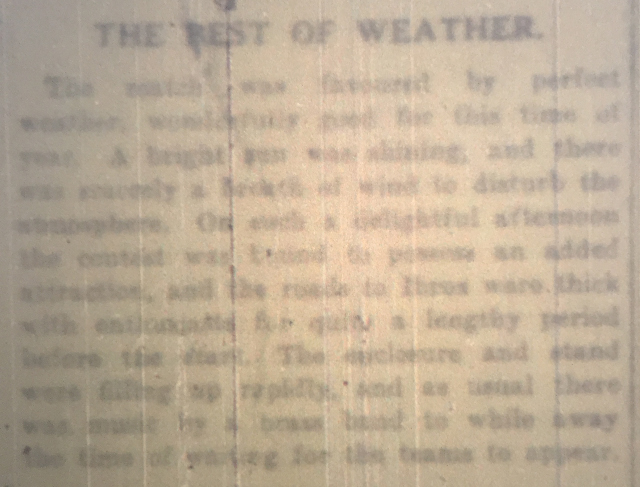 THE BEST OF WEATHER.
The match was favoured by perfect
weather, wonderfully good for this time of
year. A bright sun was shining, and there
was scarcely a breath of wind to disturb the
atmosphere. On such a delightful afternoon
the contest was bound to possess an added
attraction, and the roads to Ibrox were thick
with enthusiasts for quite a lengthy period
before the start. The enclosure and stand
were filling up rapidly, and as usual there
was music by a brass band to while away
the time of waiting for the teams to appear.